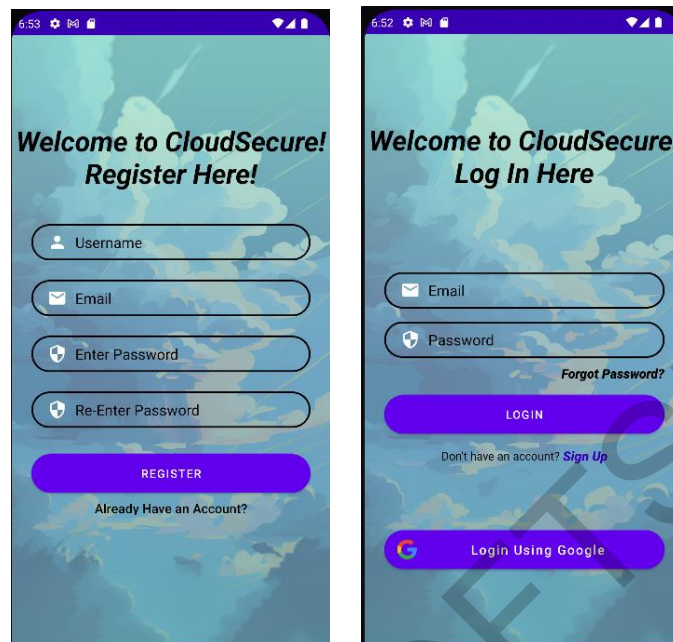 6:53
Welcome to CloudSecure!
Register Here!
Username
Email
Enter Password
Re-Enter Password
REGISTER
Already Have an Account?
6:52
Welcome to CloudSecure
Log In Here
Email
Password
Forgot Password?
LOGIN
Don't have an account? Sign Up
Login Using Google